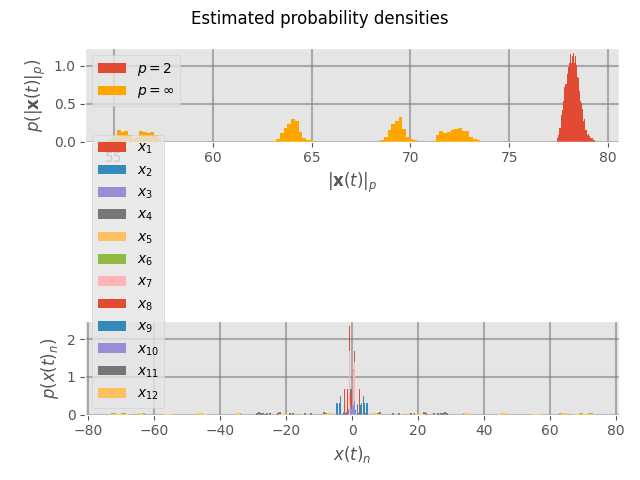 Estimated probability densities
p(|x(t)|_p)
1.0
0.5
0.0
p = 2
p = ∞
55 60 65 70 75 80
|x(t)|_p
x_1
x_2
x_3
x_4
x_5
x_6
x_7
x_8
x_9
x_10
x_11
x_12
p(x(t)_n)
2
1
0
−80 −60 −40 −20 0 20 40 60 80
x(t)_n